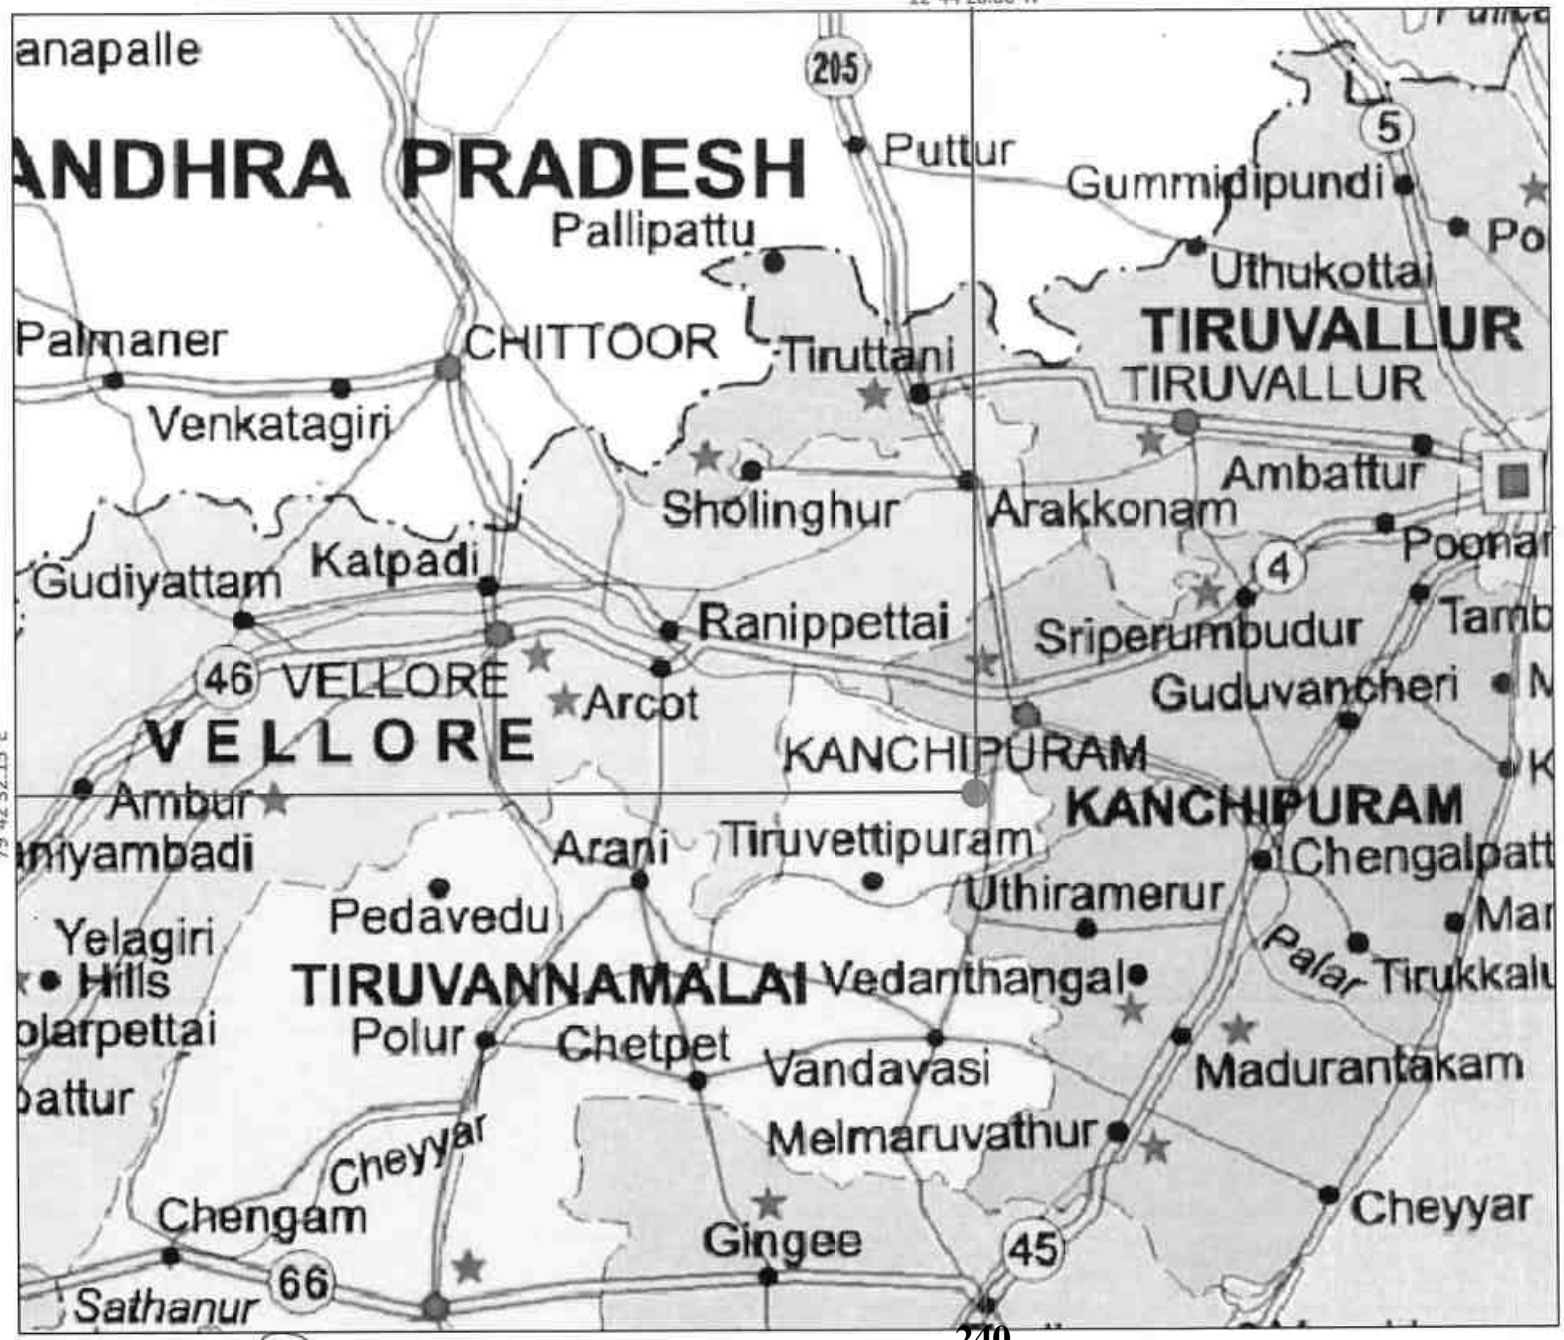 anapalle
205
5
Puttur
ANDHRA PRADESH
Gummidipundi
Pallipattu
Po
Uthukottai
TIRUVALLUR
Palmaner
CHITTOOR
Tiruttani
TIRUVALLUR
Venkatagiri
Ambattur
Sholinghur
Arakkonam
Poonar
Katpadi
4
Gudiyattam
Ranippettai
Sriperumbudur
Tamb
46
VELLORE
Arcot
Guduvancheri
M
VELLORE
KANCHIPURAM
K
Ambur
KANCHIPURAM
niyambadi
Arani
Tiruvettipuram
Chengalpatt
Uthiramerur
Pedavedu
Mar
Yelagiri
Hills
TIRUVANNAMALAI
Vedanthangal
Palar
Tirukkalu
olarpettai
Polur
Chetpet
Vandavasi
Madurantakam
pattur
Melmaruvathur
Cheyyar
Chengam
Cheyyar
Gingee
45
66
Sathanur
240